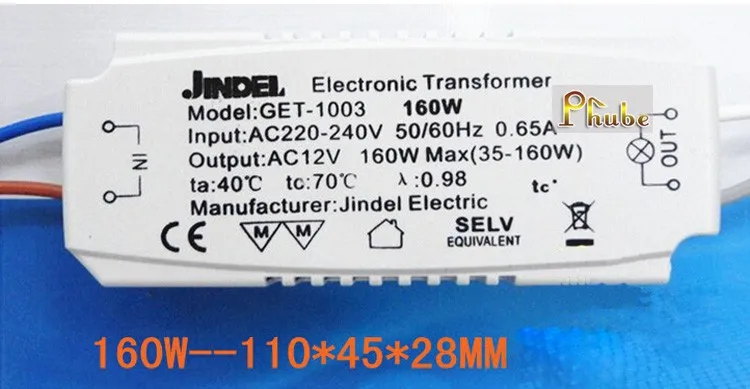 JINDEL Electronic Transformer
Model:GET-1003 160W
Phube
Input:AC220-240V 50/60Hz 0.65A
Output:AC12V 160W Max(35-160W)
ta:40℃ tc:70℃ λ:0.98 tc
Manufacturer:Jindel Electric
IN
OUT
CE
M M
SELV
EQUIVALENT
160W--110*45*28MM